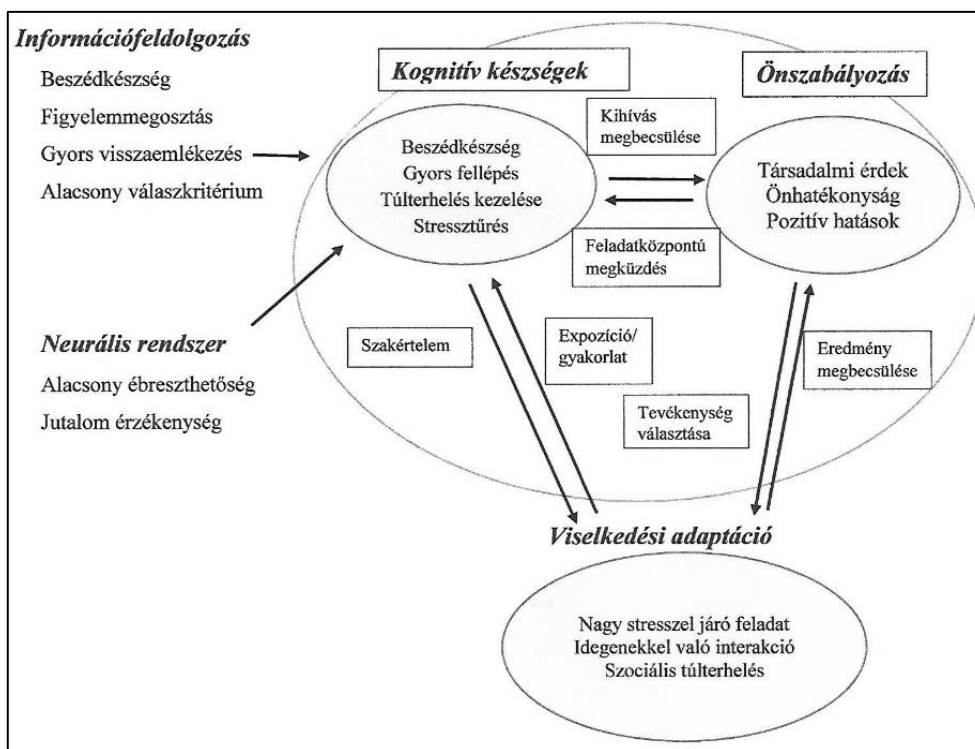 Információfeldolgozás
Beszédkészség
Figyelemmegosztás
Gyors visszaemlékezés
Alacsony válaszkritérium
Neurális rendszer
Alacsony ébreszthetőség
Jutalom érzékenység
Kognitív készségek
Beszédkészség
Gyors fellépés
Túlterhelés kezelése
Stressztűrés
Kihívás
megbecsülése
Feladatközpontú
megküzdés
Önszabályozás
Társadalmi érdek
Önhatékonyság
Pozitív hatások
Szakértelem
Expozíció/
gyakorlat
Tevékenység
választása
Eredmény
megbecsülése
Viselkedési adaptáció
Nagy stresszel járó feladat
Idegenekkel való interakció
Szociális túlterhelés